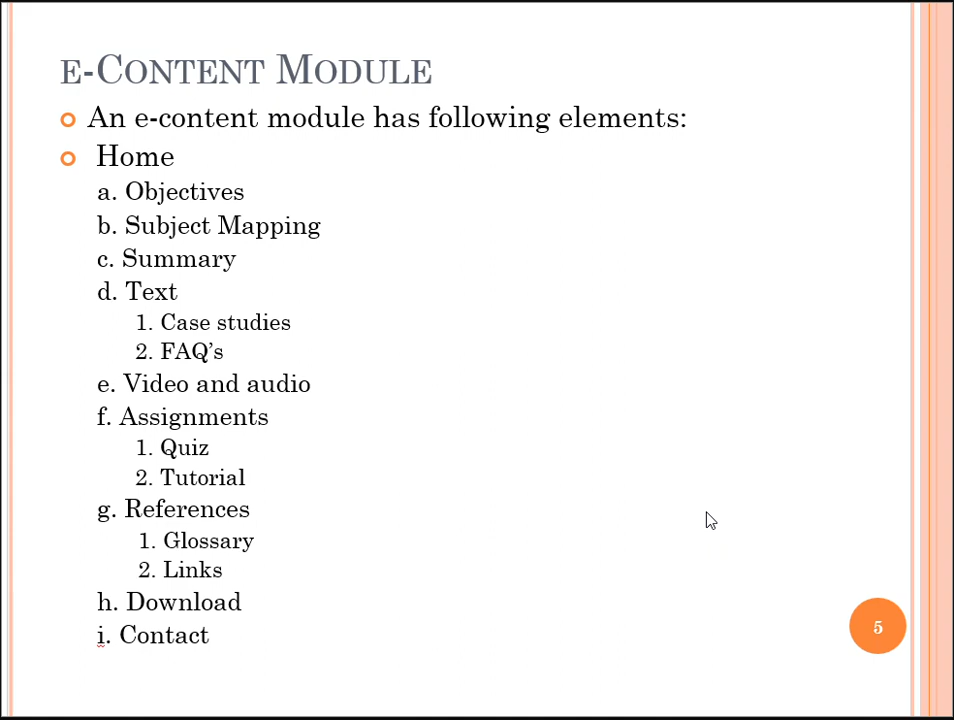 E-CONTENT MODULE
An e-content module has following elements:
Home
a. Objectives
b. Subject Mapping
c. Summary
d. Text
1. Case studies
2. FAQ’s
e. Video and audio
f. Assignments
1. Quiz
2. Tutorial
g. References
1. Glossary
2. Links
h. Download
i. Contact
5